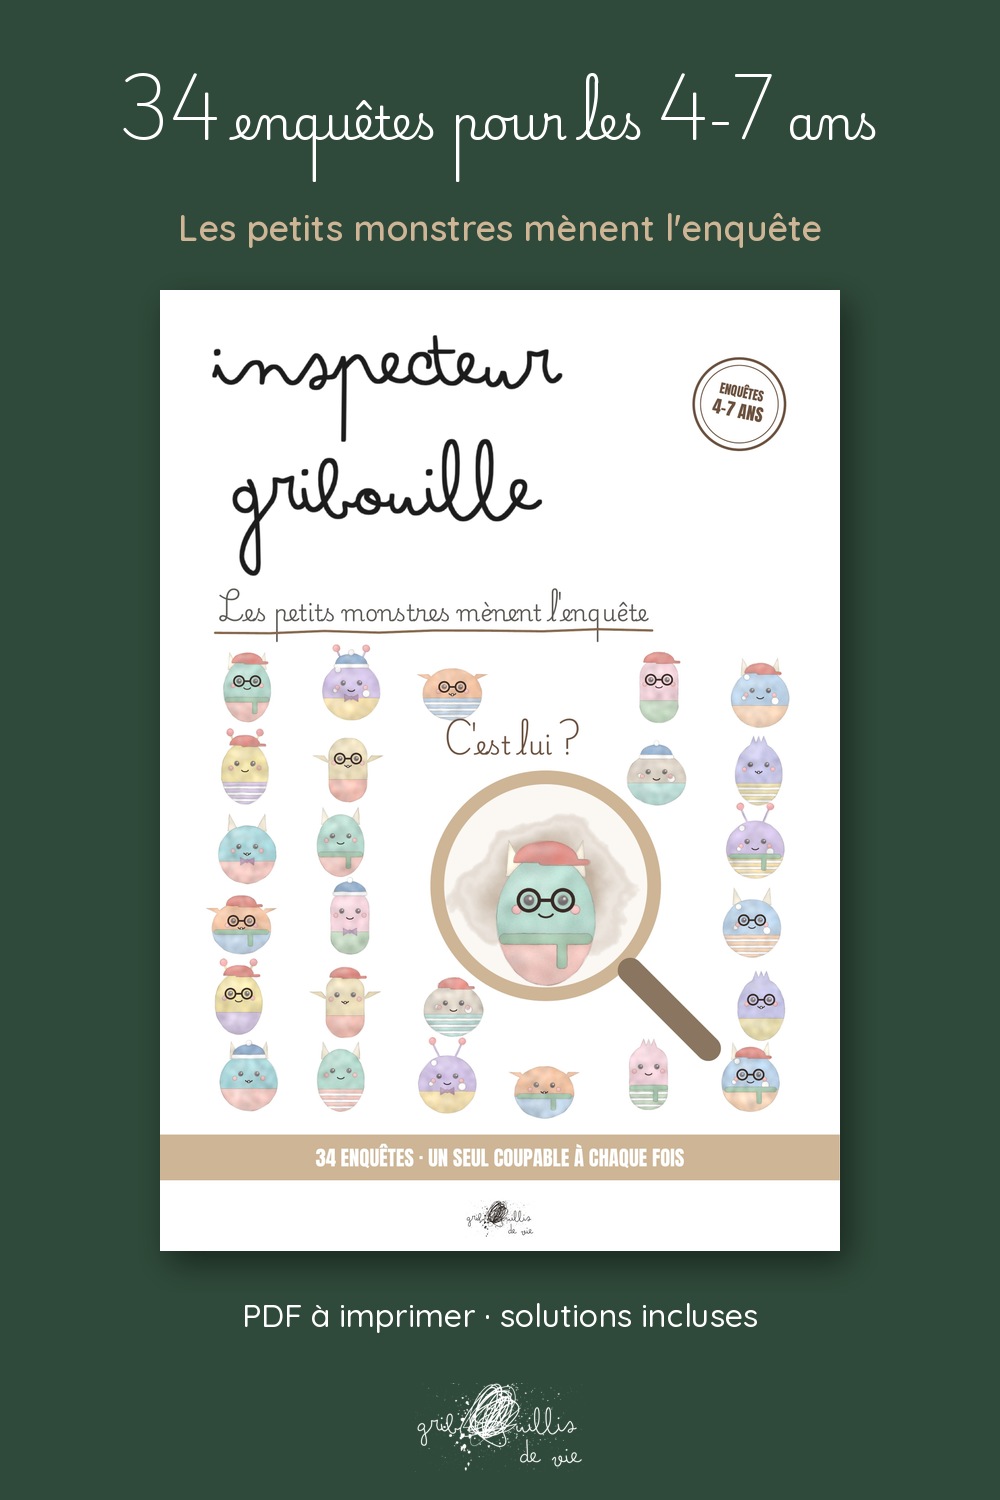 34 enquêtes pour les 4-7 ans
Les petits monstres mènent l'enquête
inspecteur
gribouille
ENQUÊTES
4-7 ANS
Les petits monstres mènent l'enquête
C'est lui ?
34 ENQUÊTES · UN SEUL COUPABLE À CHAQUE FOIS
gribouillis
de vie
PDF à imprimer · solutions incluses
gribouillis
de vie